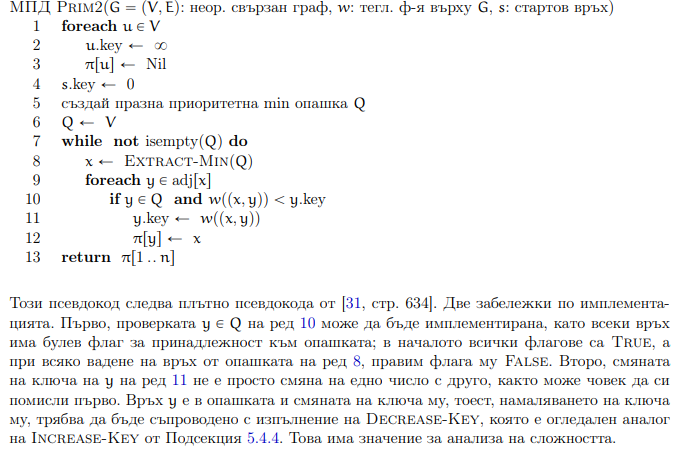 МПД PRIM2(G = (V, E): неор. свързан граф, w: тегл. ф-я върху G, s: стартов връх)
1 foreach u ∈ V
2 u.key ← ∞
3 π[u] ← Nil
4 s.key ← 0
5 създай празна приоритетна min опашка Q
6 Q ← V
7 while not isempty(Q) do
8 x ← EXTRACT-MIN(Q)
9 foreach y ∈ adj[x]
10 if y ∈ Q and w((x, y)) < y.key
11 y.key ← w((x, y))
12 π[y] ← x
13 return π[1 .. n]
Този псевдокод следва плътно псевдокода от [31, стр. 634]. Две забележки по имплемента-
цията. Първо, проверката y ∈ Q на ред 10 може да бъде имплементирана, като всеки връх
има булев флаг за принадлежност към опашката; в началото всички флагове са TRUE, а
при всяко вадене на връх от опашката на ред 8, правим флага му FALSE. Второ, смяната
на ключа на y на ред 11 не е просто смяна на едно число с друго, както може човек да си
помисли първо. Връх y е в опашката и смяната на ключа му, тоест, намаляването на ключа
му, трябва да бъде съпроводено с изпълнение на DECREASE-KEY, която е огледален аналог
на INCREASE-KEY от Подсекция 5.4.4. Това има значение за анализа на сложността.